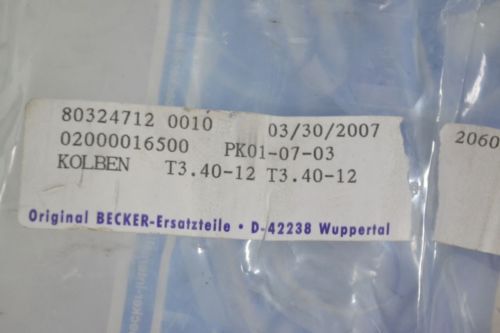 80324712 0010 03/30/2007
02000016500 PK01-07-03
KOLBEN T3.40-12 T3.40-12
Original BECKER-Ersatzteile • D-42238 Wuppertal
2060